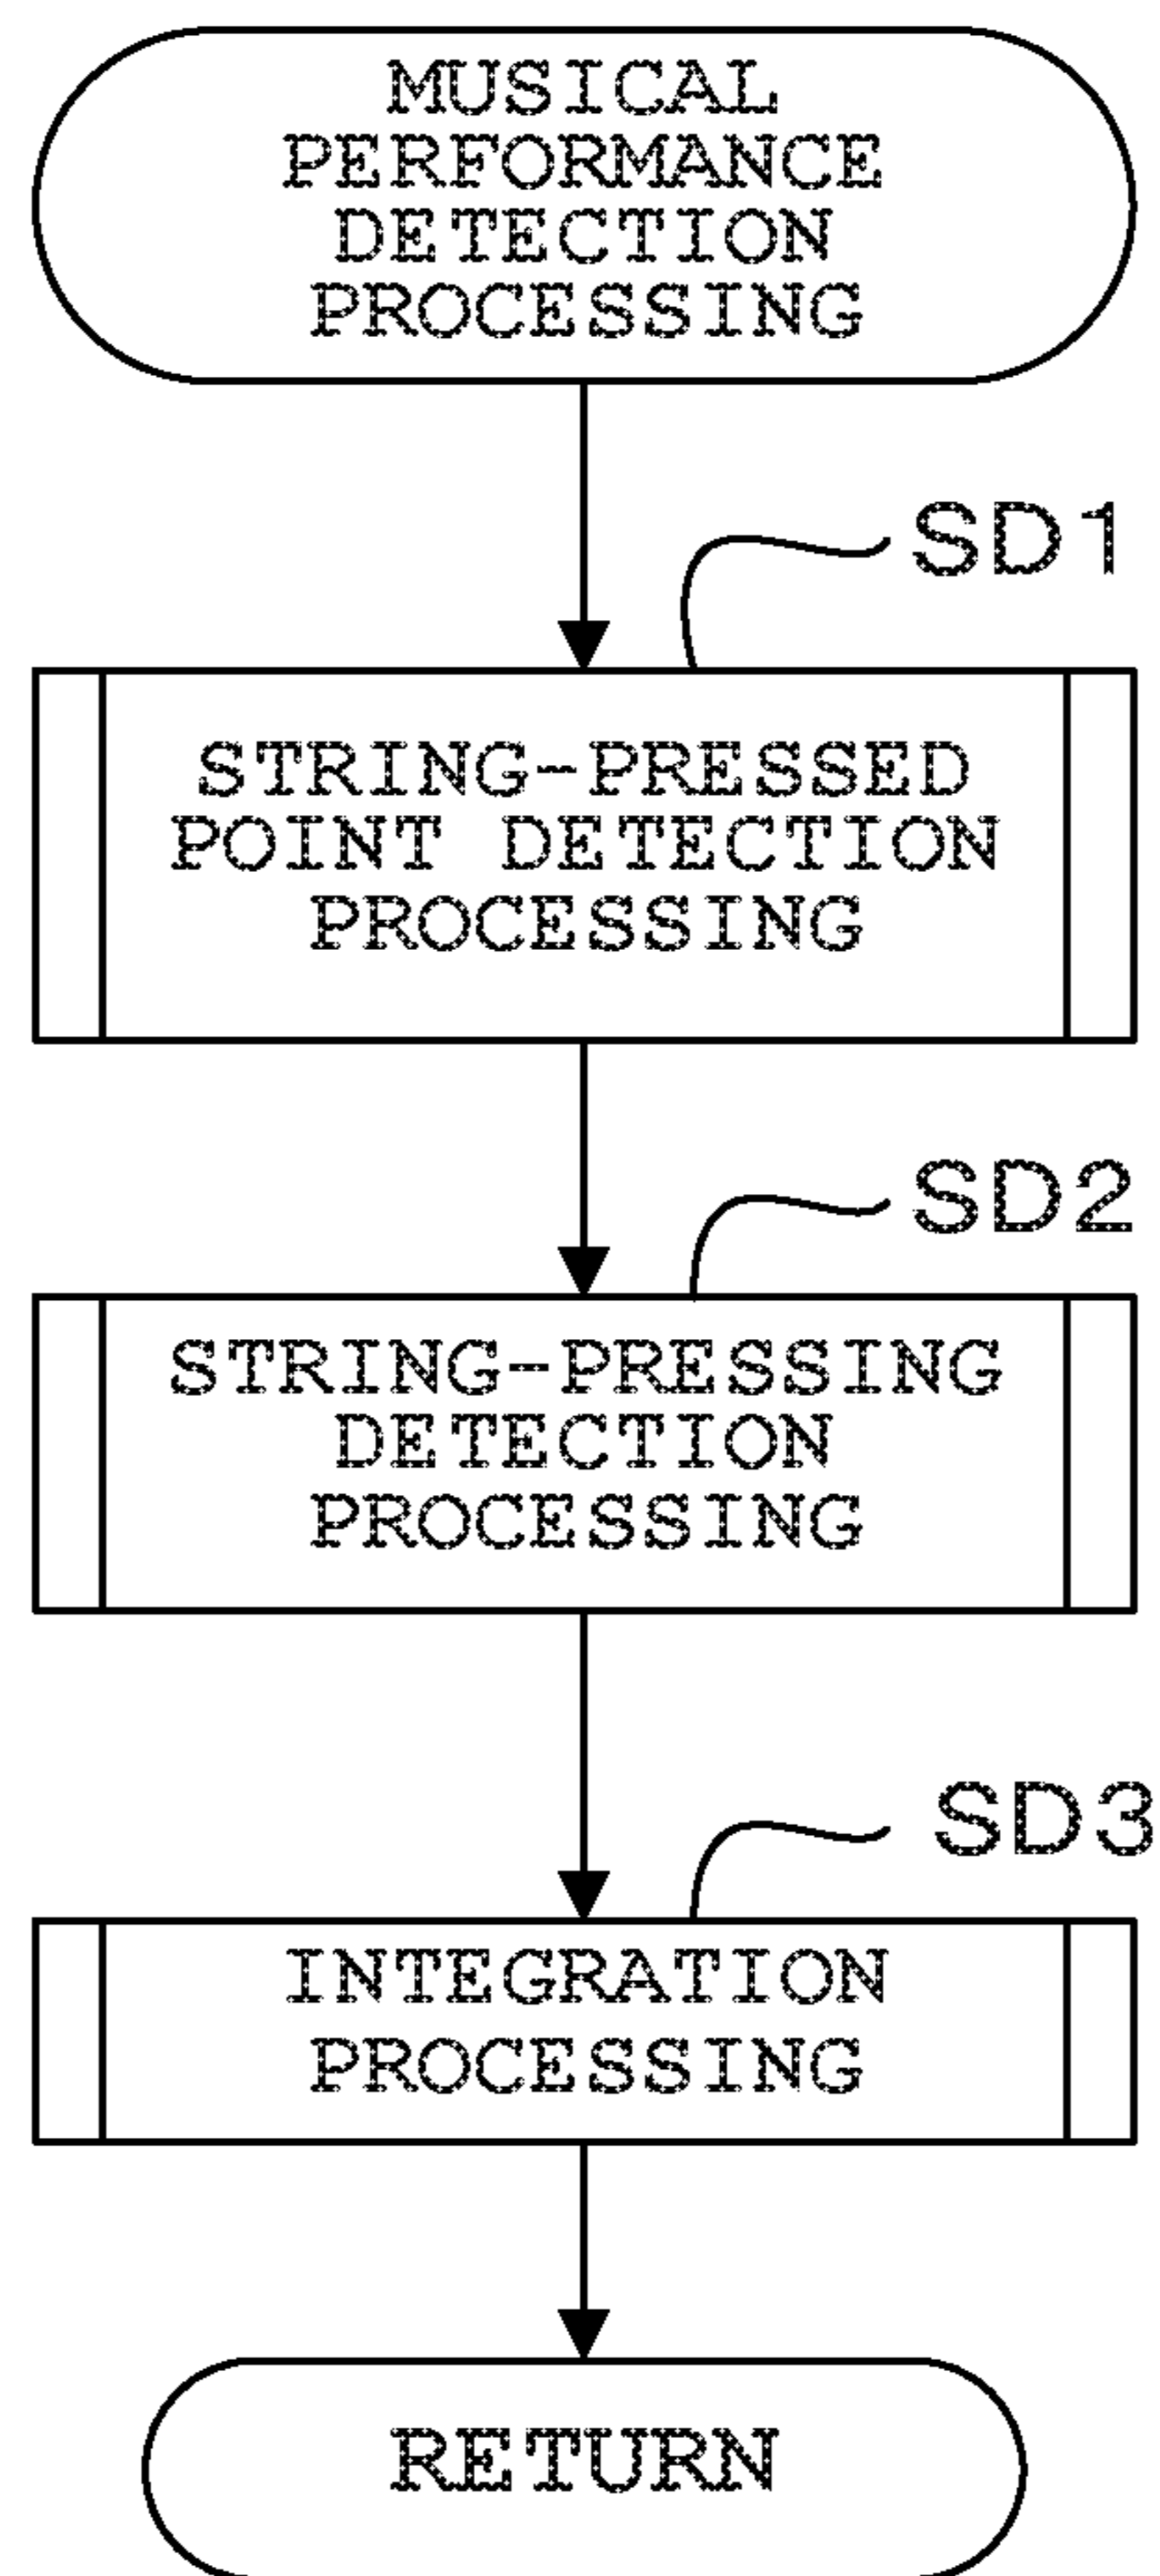 MUSICAL
PERFORMANCE
DETECTION
PROCESSING
SD1
STRING-PRESSED
POINT DETECTION
PROCESSING
SD2
STRING-PRESSING
DETECTION
PROCESSING
SD3
INTEGRATION
PROCESSING
RETURN